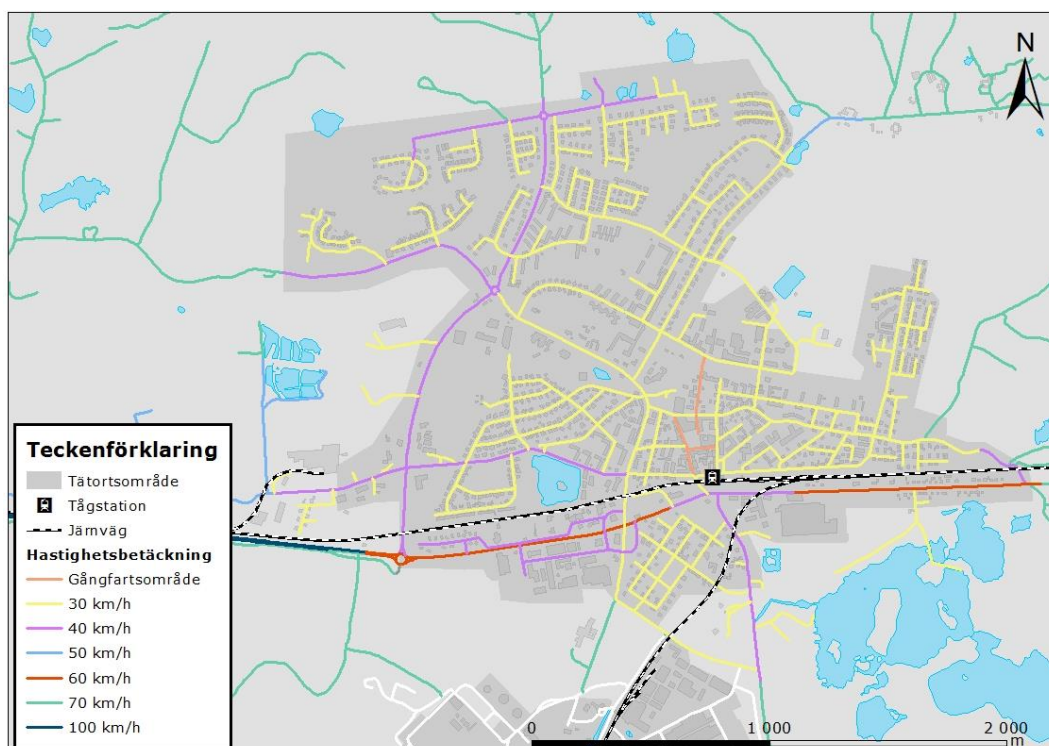 N
Teckenförklaring
Tätortsområde
Tågstation
Järnväg
Hastighetsbetäckning
Gångfartsområde
30 km/h
40 km/h
50 km/h
60 km/h
70 km/h
100 km/h
0 1 000 2 000
m